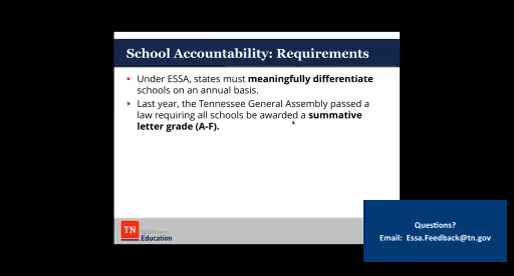 School Accountability: Requirements
Under ESSA, states must meaningfully differentiate
schools on an annual basis.
Last year, the Tennessee General Assembly passed a
law requiring all schools be awarded a summative
letter grade (A-F).
TN
Education
Questions?
Email: Essa.Feedback@tn.gov